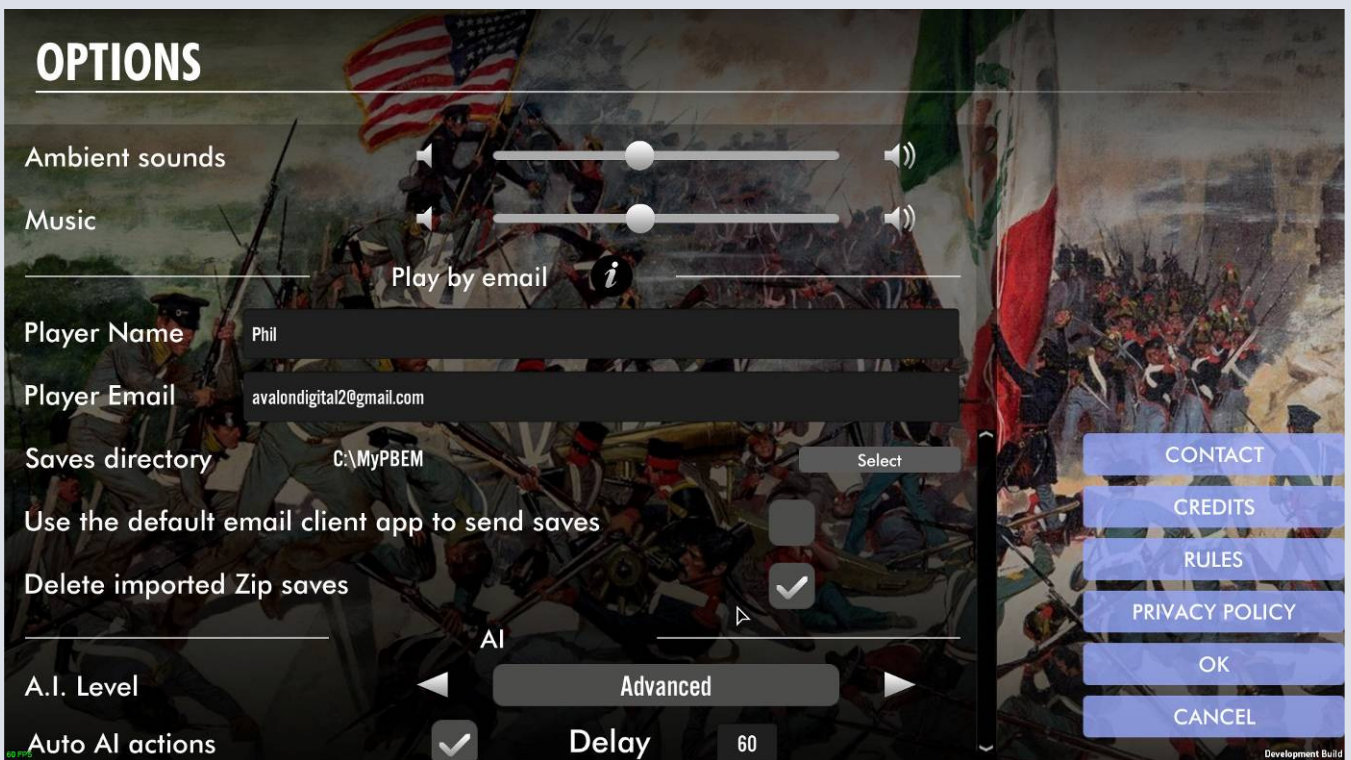 OPTIONS
Ambient sounds
Music
Play by email i
Player Name Phil
Player Email avalondigital2@gmail.com
Saves directory C:\MyPBEM Select
Use the default email client app to send saves
Delete imported Zip saves
AI
A.I. Level Advanced
Auto AI actions Delay 60
CONTACT
CREDITS
RULES
PRIVACY POLICY
OK
CANCEL
60 FPS
Development Build